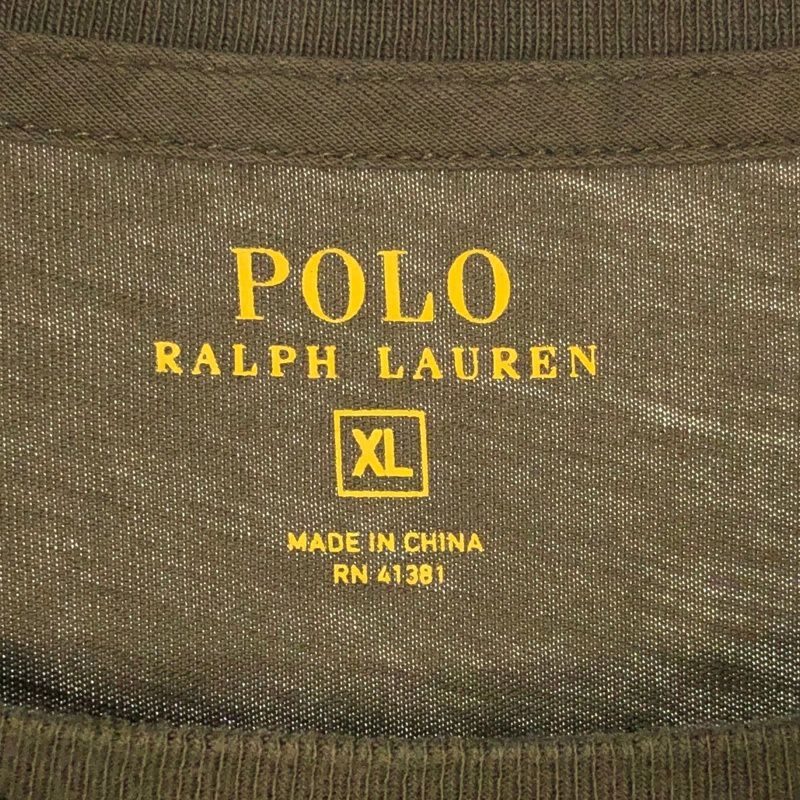 POLO
RALPH LAUREN
XL
MADE IN CHINA
RN 41381